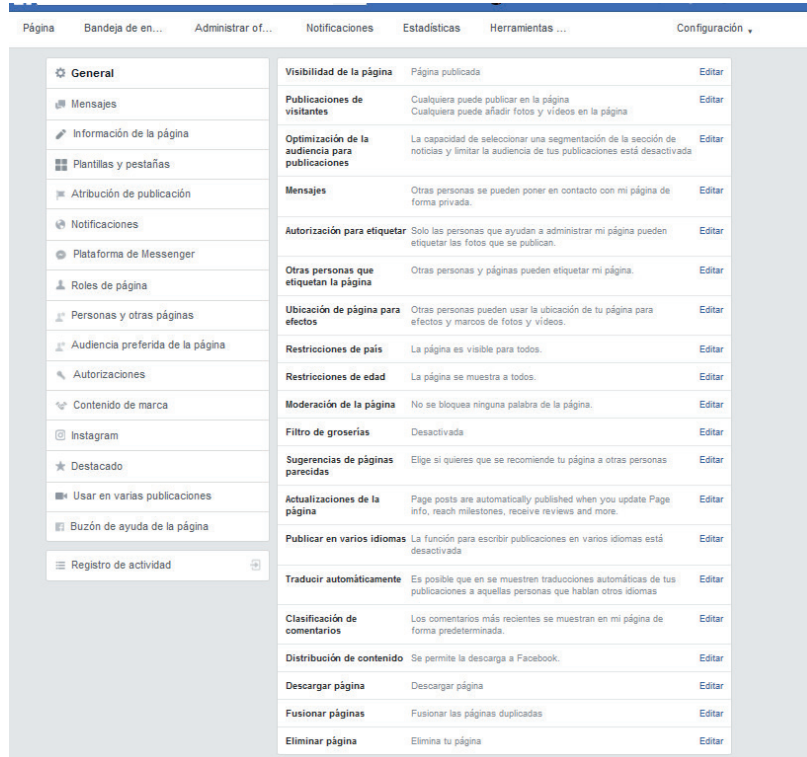 Página Bandeja de en... Administrar of... Notificaciones Estadísticas Herramientas ... Configuración
General
Mensajes
Información de la página
Plantillas y pestañas
Atribución de publicación
Notificaciones
Plataforma de Messenger
Roles de página
Personas y otras páginas
Audiencia preferida de la página
Autorizaciones
Contenido de marca
Instagram
Destacado
Usar en varias publicaciones
Buzón de ayuda de la página
Registro de actividad
Visibilidad de la página Página publicada Editar
Publicaciones de visitantes Cualquiera puede publicar en la página Editar
Cualquiera puede añadir fotos y vídeos en la página
Optimización de la audiencia para publicaciones La capacidad de seleccionar una segmentación de la sección de Editar
noticias y limitar la audiencia de tus publicaciones está desactivada
Mensajes Otras personas se pueden poner en contacto con mi página de Editar
forma privada.
Autorización para etiquetar Solo las personas que ayudan a administrar mi página pueden Editar
etiquetar las fotos que se publican.
Otras personas que etiquetan la página Otras personas y páginas pueden etiquetar mi página. Editar
Ubicación de página para efectos Otras personas pueden usar la ubicación de tu página para Editar
efectos y marcos de fotos y vídeos.
Restricciones de país La página es visible para todos. Editar
Restricciones de edad La página se muestra a todos. Editar
Moderación de la página No se bloquea ninguna palabra de la página. Editar
Filtro de groserías Desactivada Editar
Sugerencias de páginas parecidas Elige si quieres que se recomiende tu página a otras personas Editar
Actualizaciones de la página Page posts are automatically published when you update Page Editar
info, reach milestones, receive reviews and more.
Publicar en varios idiomas La función para escribir publicaciones en varios idiomas está Editar
desactivada
Traducir automáticamente Es posible que en se muestren traducciones automáticas de tus Editar
publicaciones a aquellas personas que hablan otros idiomas
Clasificación de comentarios Los comentarios más recientes se muestran en mi página de Editar
forma predeterminada.
Distribución de contenido Se permite la descarga a Facebook. Editar
Descargar página Descargar página Editar
Fusionar páginas Fusionar las páginas duplicadas Editar
Eliminar página Elimina tu página Editar